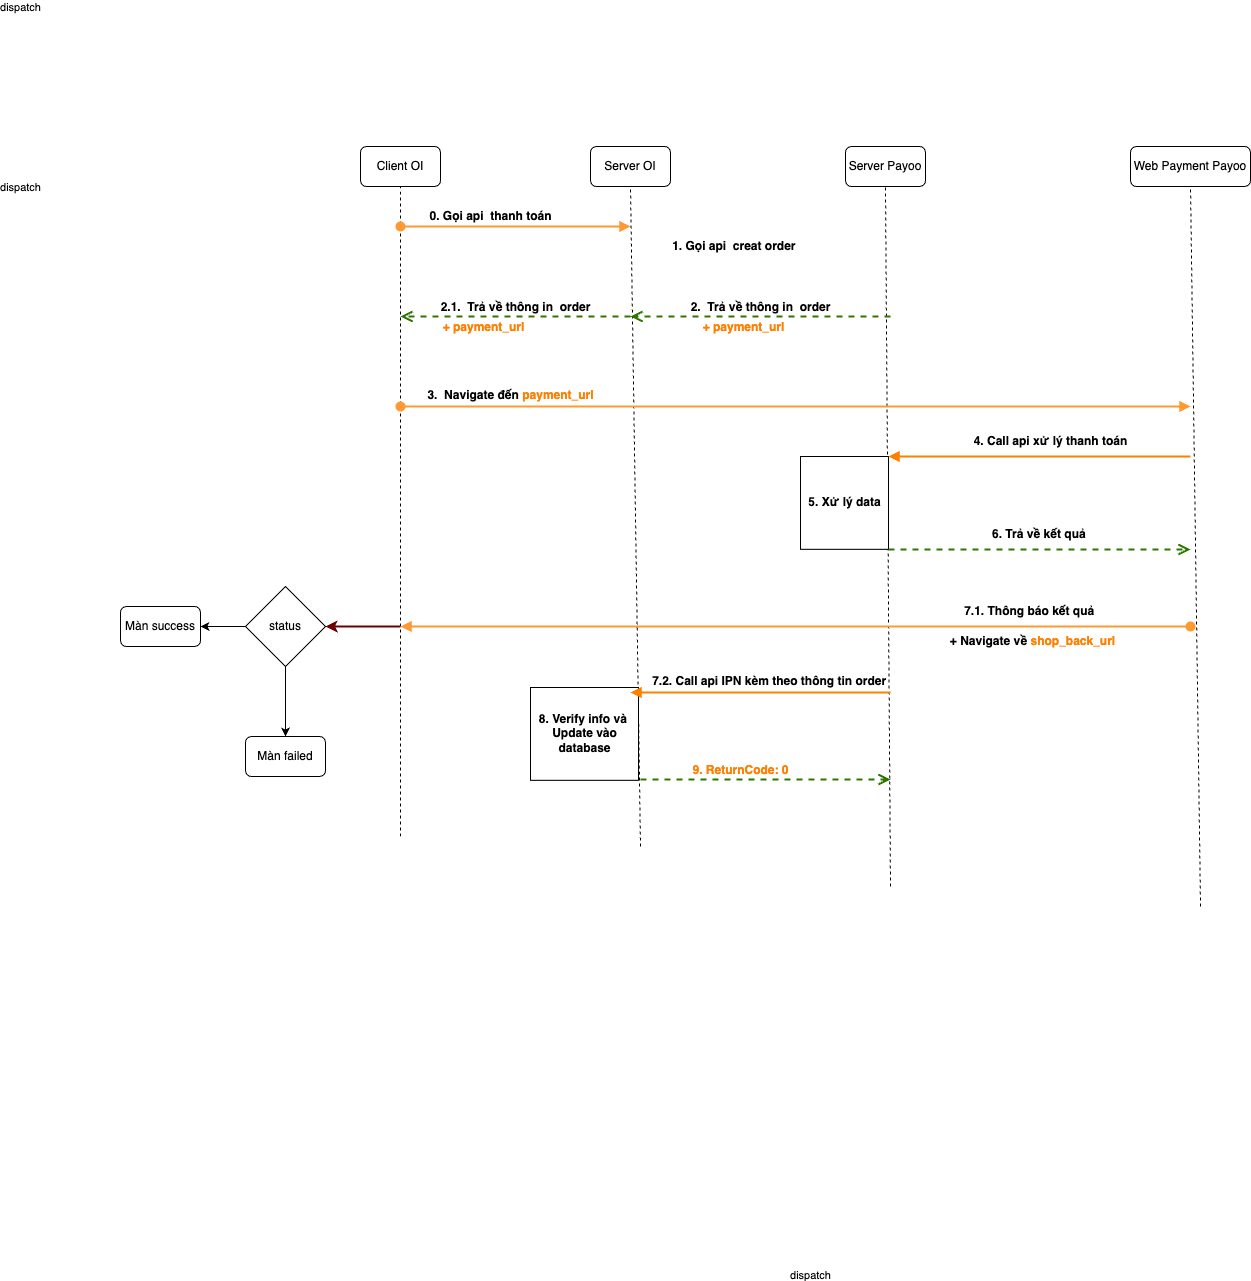 dispatch
Client OI
Server OI
Server Payoo
Web Payment Payoo
dispatch
0. Gọi api  thanh toán
1. Gọi api  creat order
2.1.  Trả về thông in  order
+ payment_url
2.  Trả về thông in  order
+ payment_url
3.  Navigate đến payment_url
4. Call api xử lý thanh toán
5. Xử lý data
6. Trả về kết quả
7.1. Thông báo kết quả
+ Navigate về shop_back_url
Màn success
status
7.2. Call api IPN kèm theo thông tin order
8. Verify info và
Update vào
database
Màn failed
9. ReturnCode: 0
dispatch